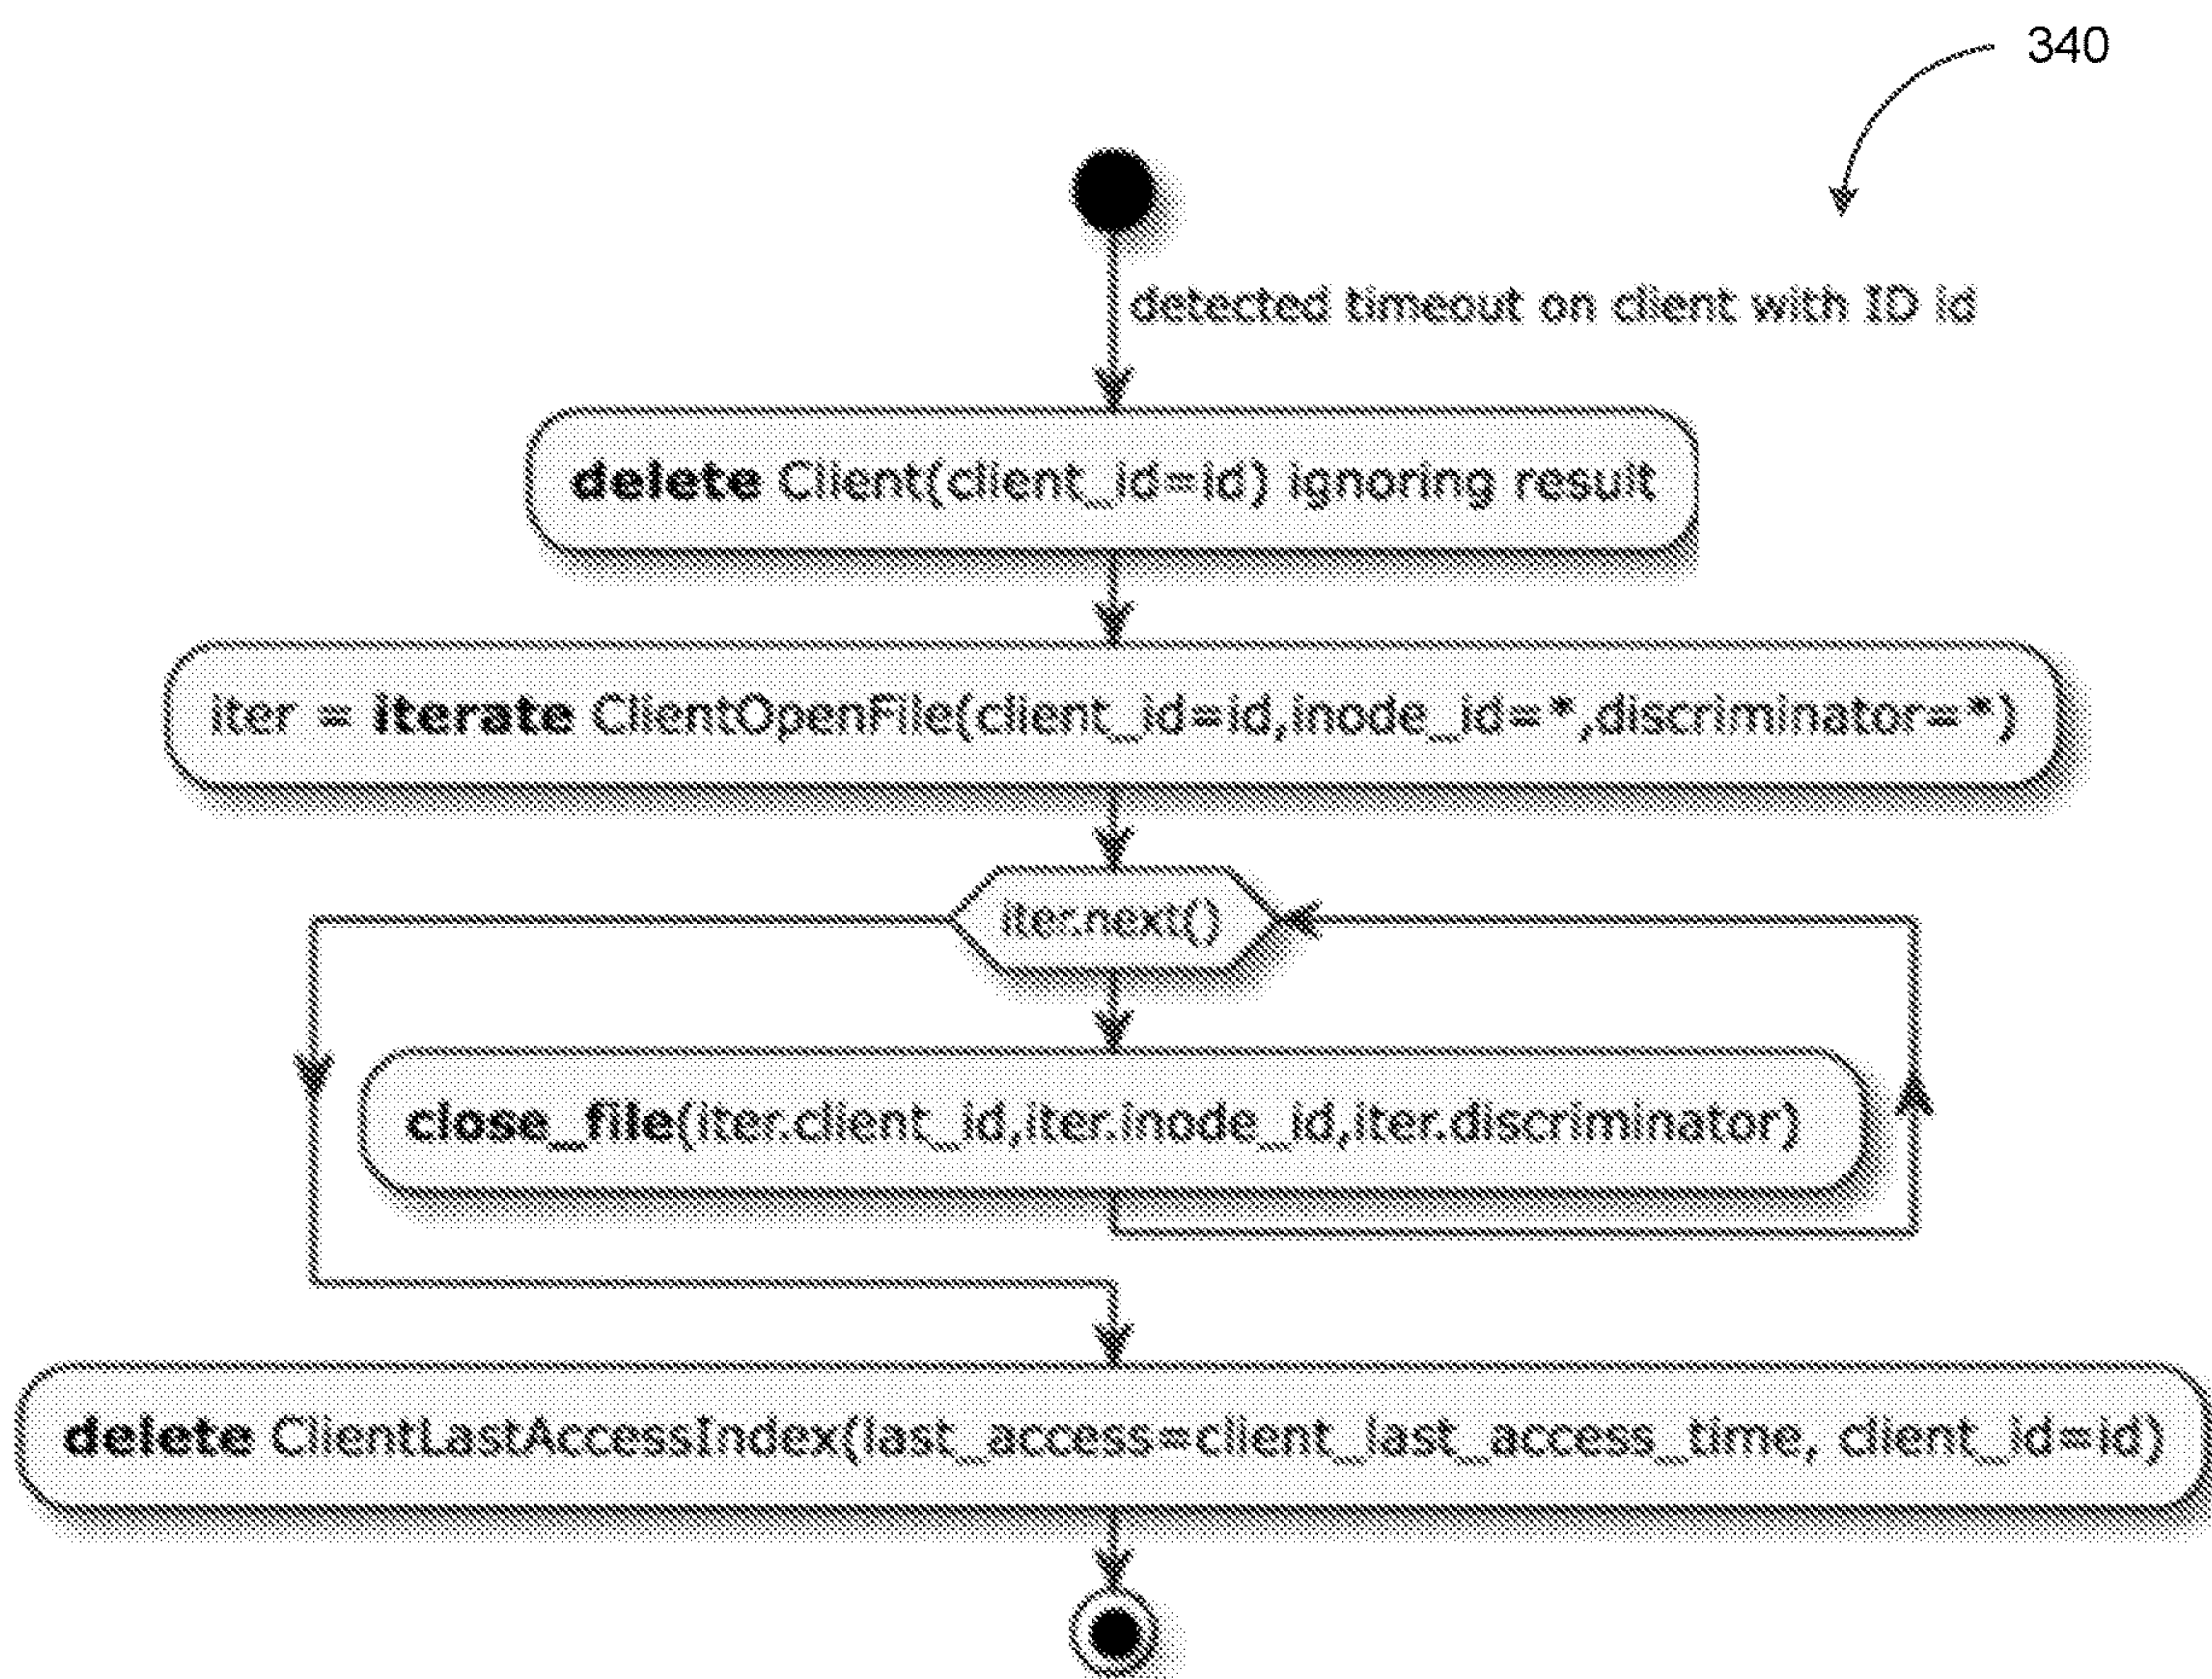 340
detected timeout on client with ID id
delete Client(client_id=id) ignoring result
iter = iterate ClientOpenFile(client_id=id,inode_id=*,discriminator=*)
iter.next()
close_file(iter.client_id,iter.inode_id,iter.discriminator)
delete ClientLastAccessIndex(last_access=client_last_access_time, client_id=id)